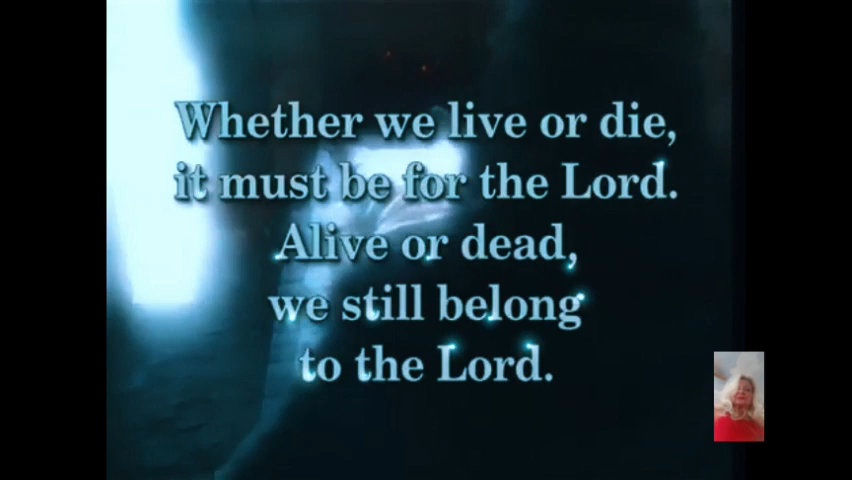 Whether we live or die,
it must be for the Lord.
Alive or dead,
we still belong
to the Lord.